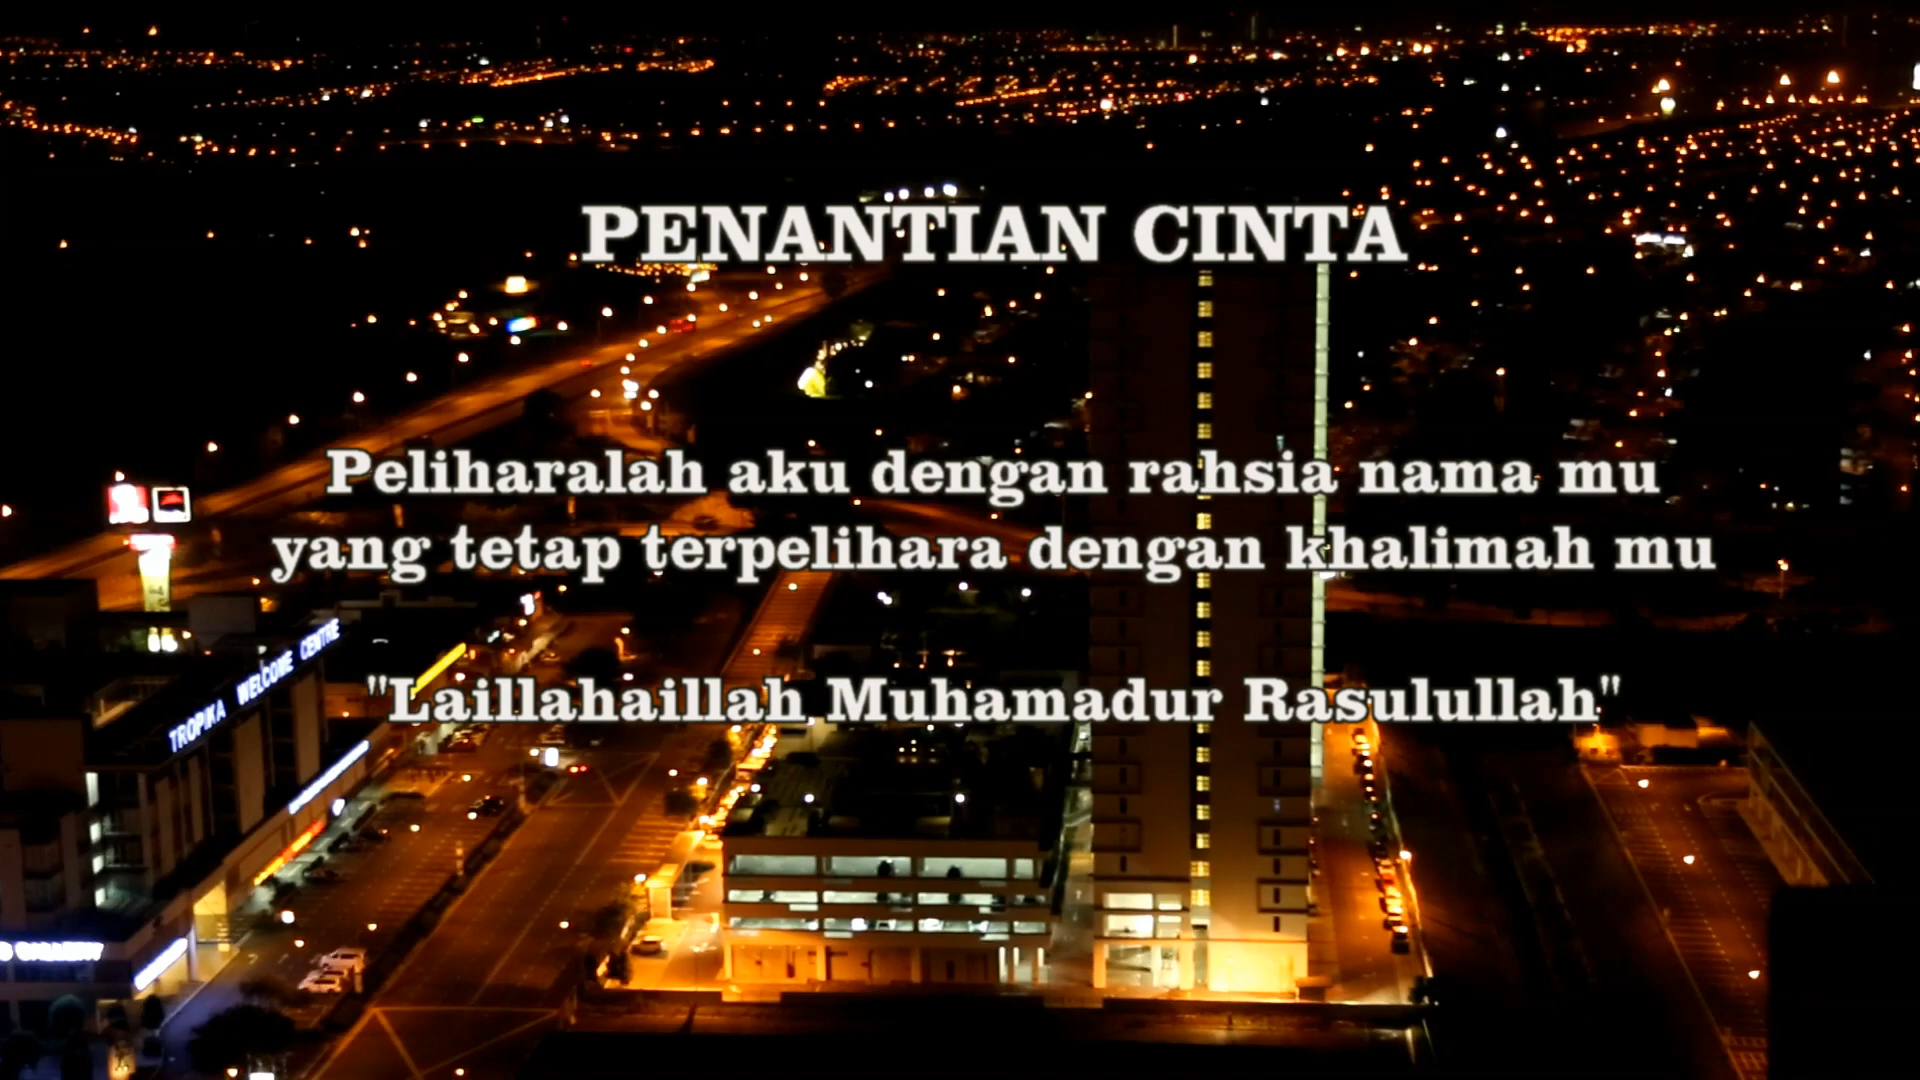 PENANTIAN CINTA
Peliharalah aku dengan rahsia nama mu
yang tetap terpelihara dengan khalimah mu
"Laillahaillah Muhamadur Rasulullah"
TROPIKA WELCOME CENTRE
GALLERY